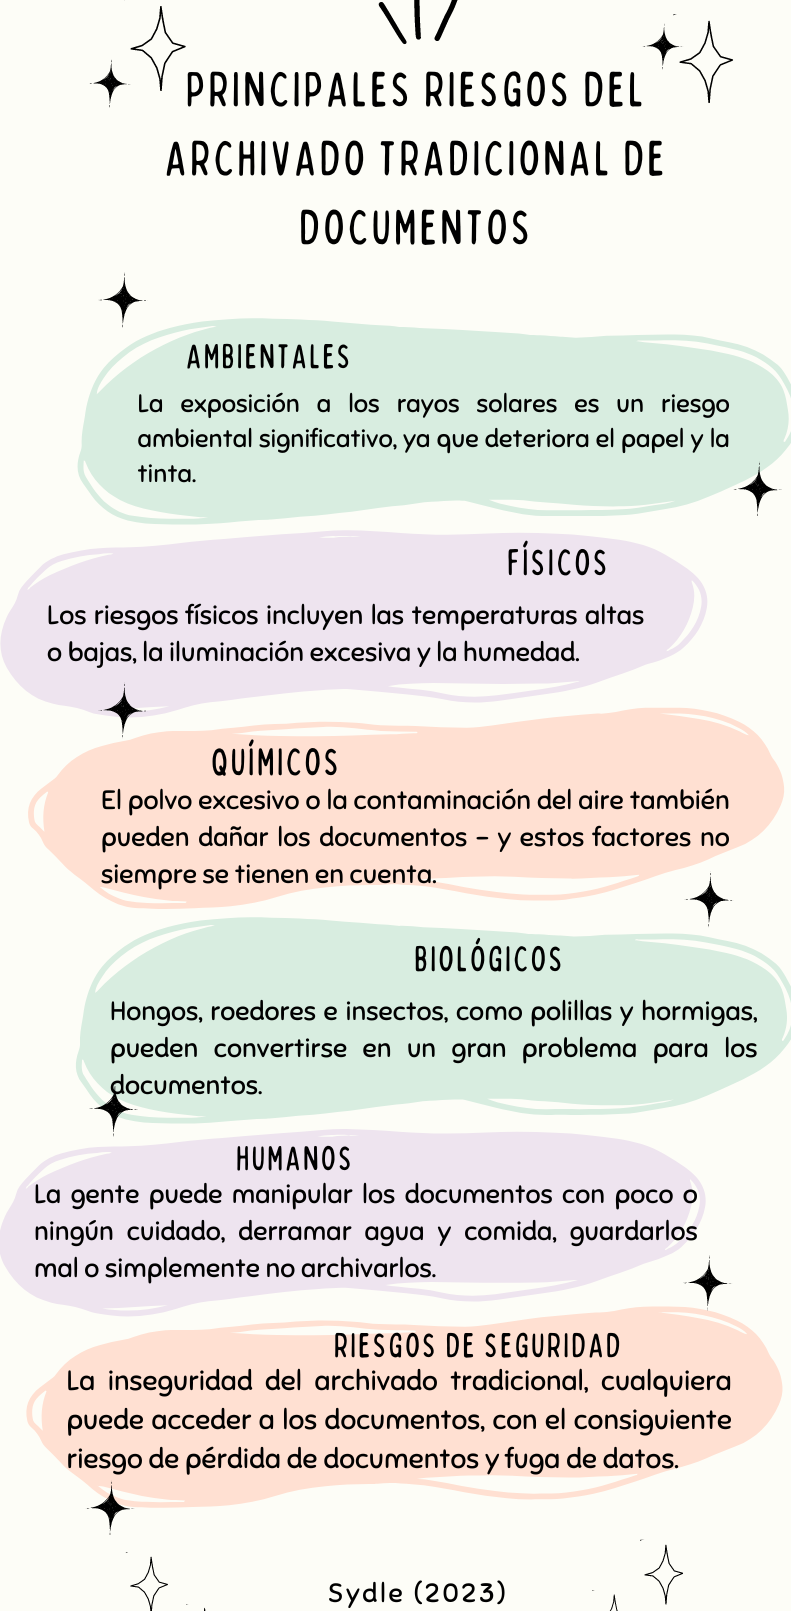 PRINCIPALES RIESGOS DEL
ARCHIVADO TRADICIONAL DE
DOCUMENTOS
AMBIENTALES
La exposición a los rayos solares es un riesgo
ambiental significativo, ya que deteriora el papel y la
tinta.
FÍSICOS
Los riesgos físicos incluyen las temperaturas altas
o bajas, la iluminación excesiva y la humedad.
QUÍMICOS
El polvo excesivo o la contaminación del aire también
pueden dañar los documentos – y estos factores no
siempre se tienen en cuenta.
BIOLÓGICOS
Hongos, roedores e insectos, como polillas y hormigas,
pueden convertirse en un gran problema para los
documentos.
HUMANOS
La gente puede manipular los documentos con poco o
ningún cuidado, derramar agua y comida, guardarlos
mal o simplemente no archivarlos.
RIESGOS DE SEGURIDAD
La inseguridad del archivado tradicional, cualquiera
puede acceder a los documentos, con el consiguiente
riesgo de pérdida de documentos y fuga de datos.
Sydle (2023)